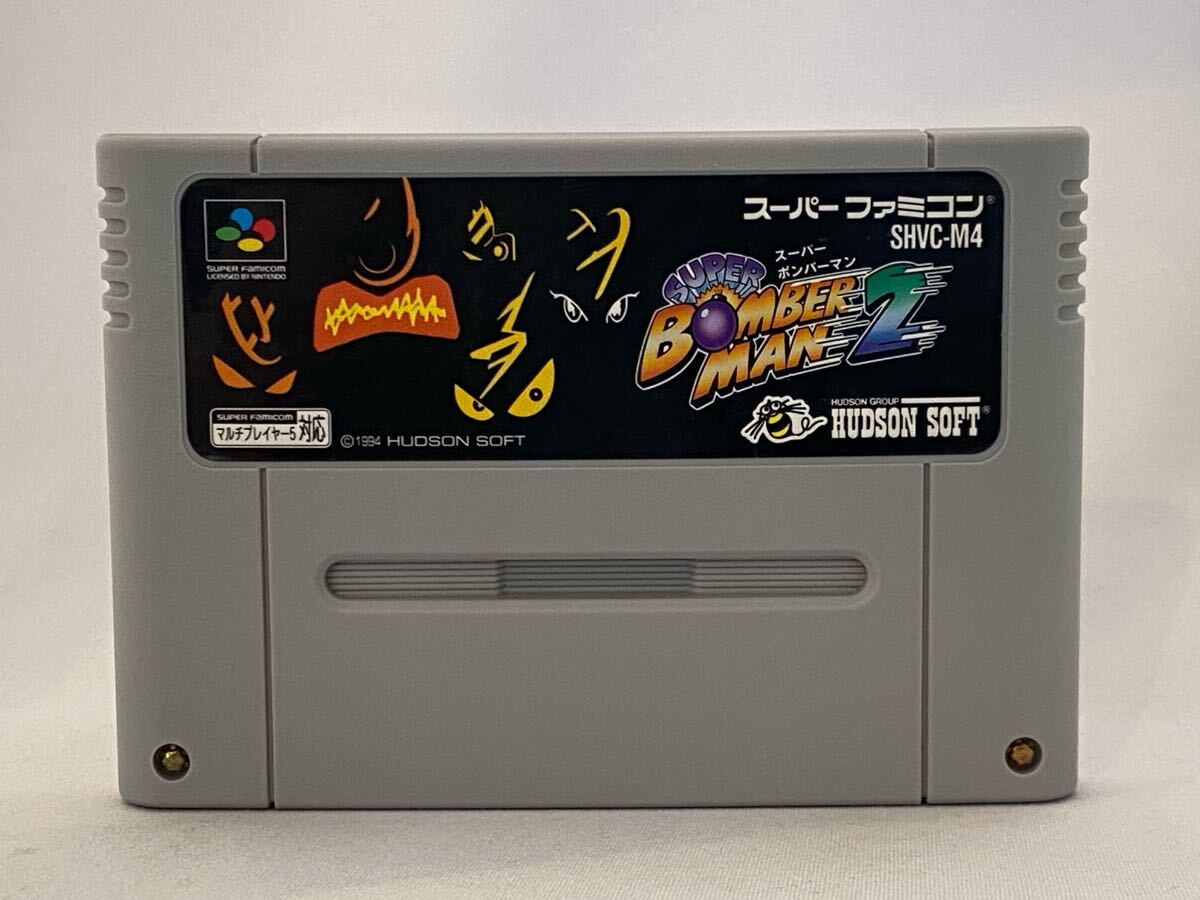 SUPER FAMICOM
LICENSED BY NINTENDO
スーパーファミコン®
SHVC-M4
スーパー
ボンバーマン
SUPER
BOMBER
MAN 2
SUPER FAMICOM
マルチプレイヤー5 対応
©1994 HUDSON SOFT
HUDSON GROUP
HUDSON SOFT®